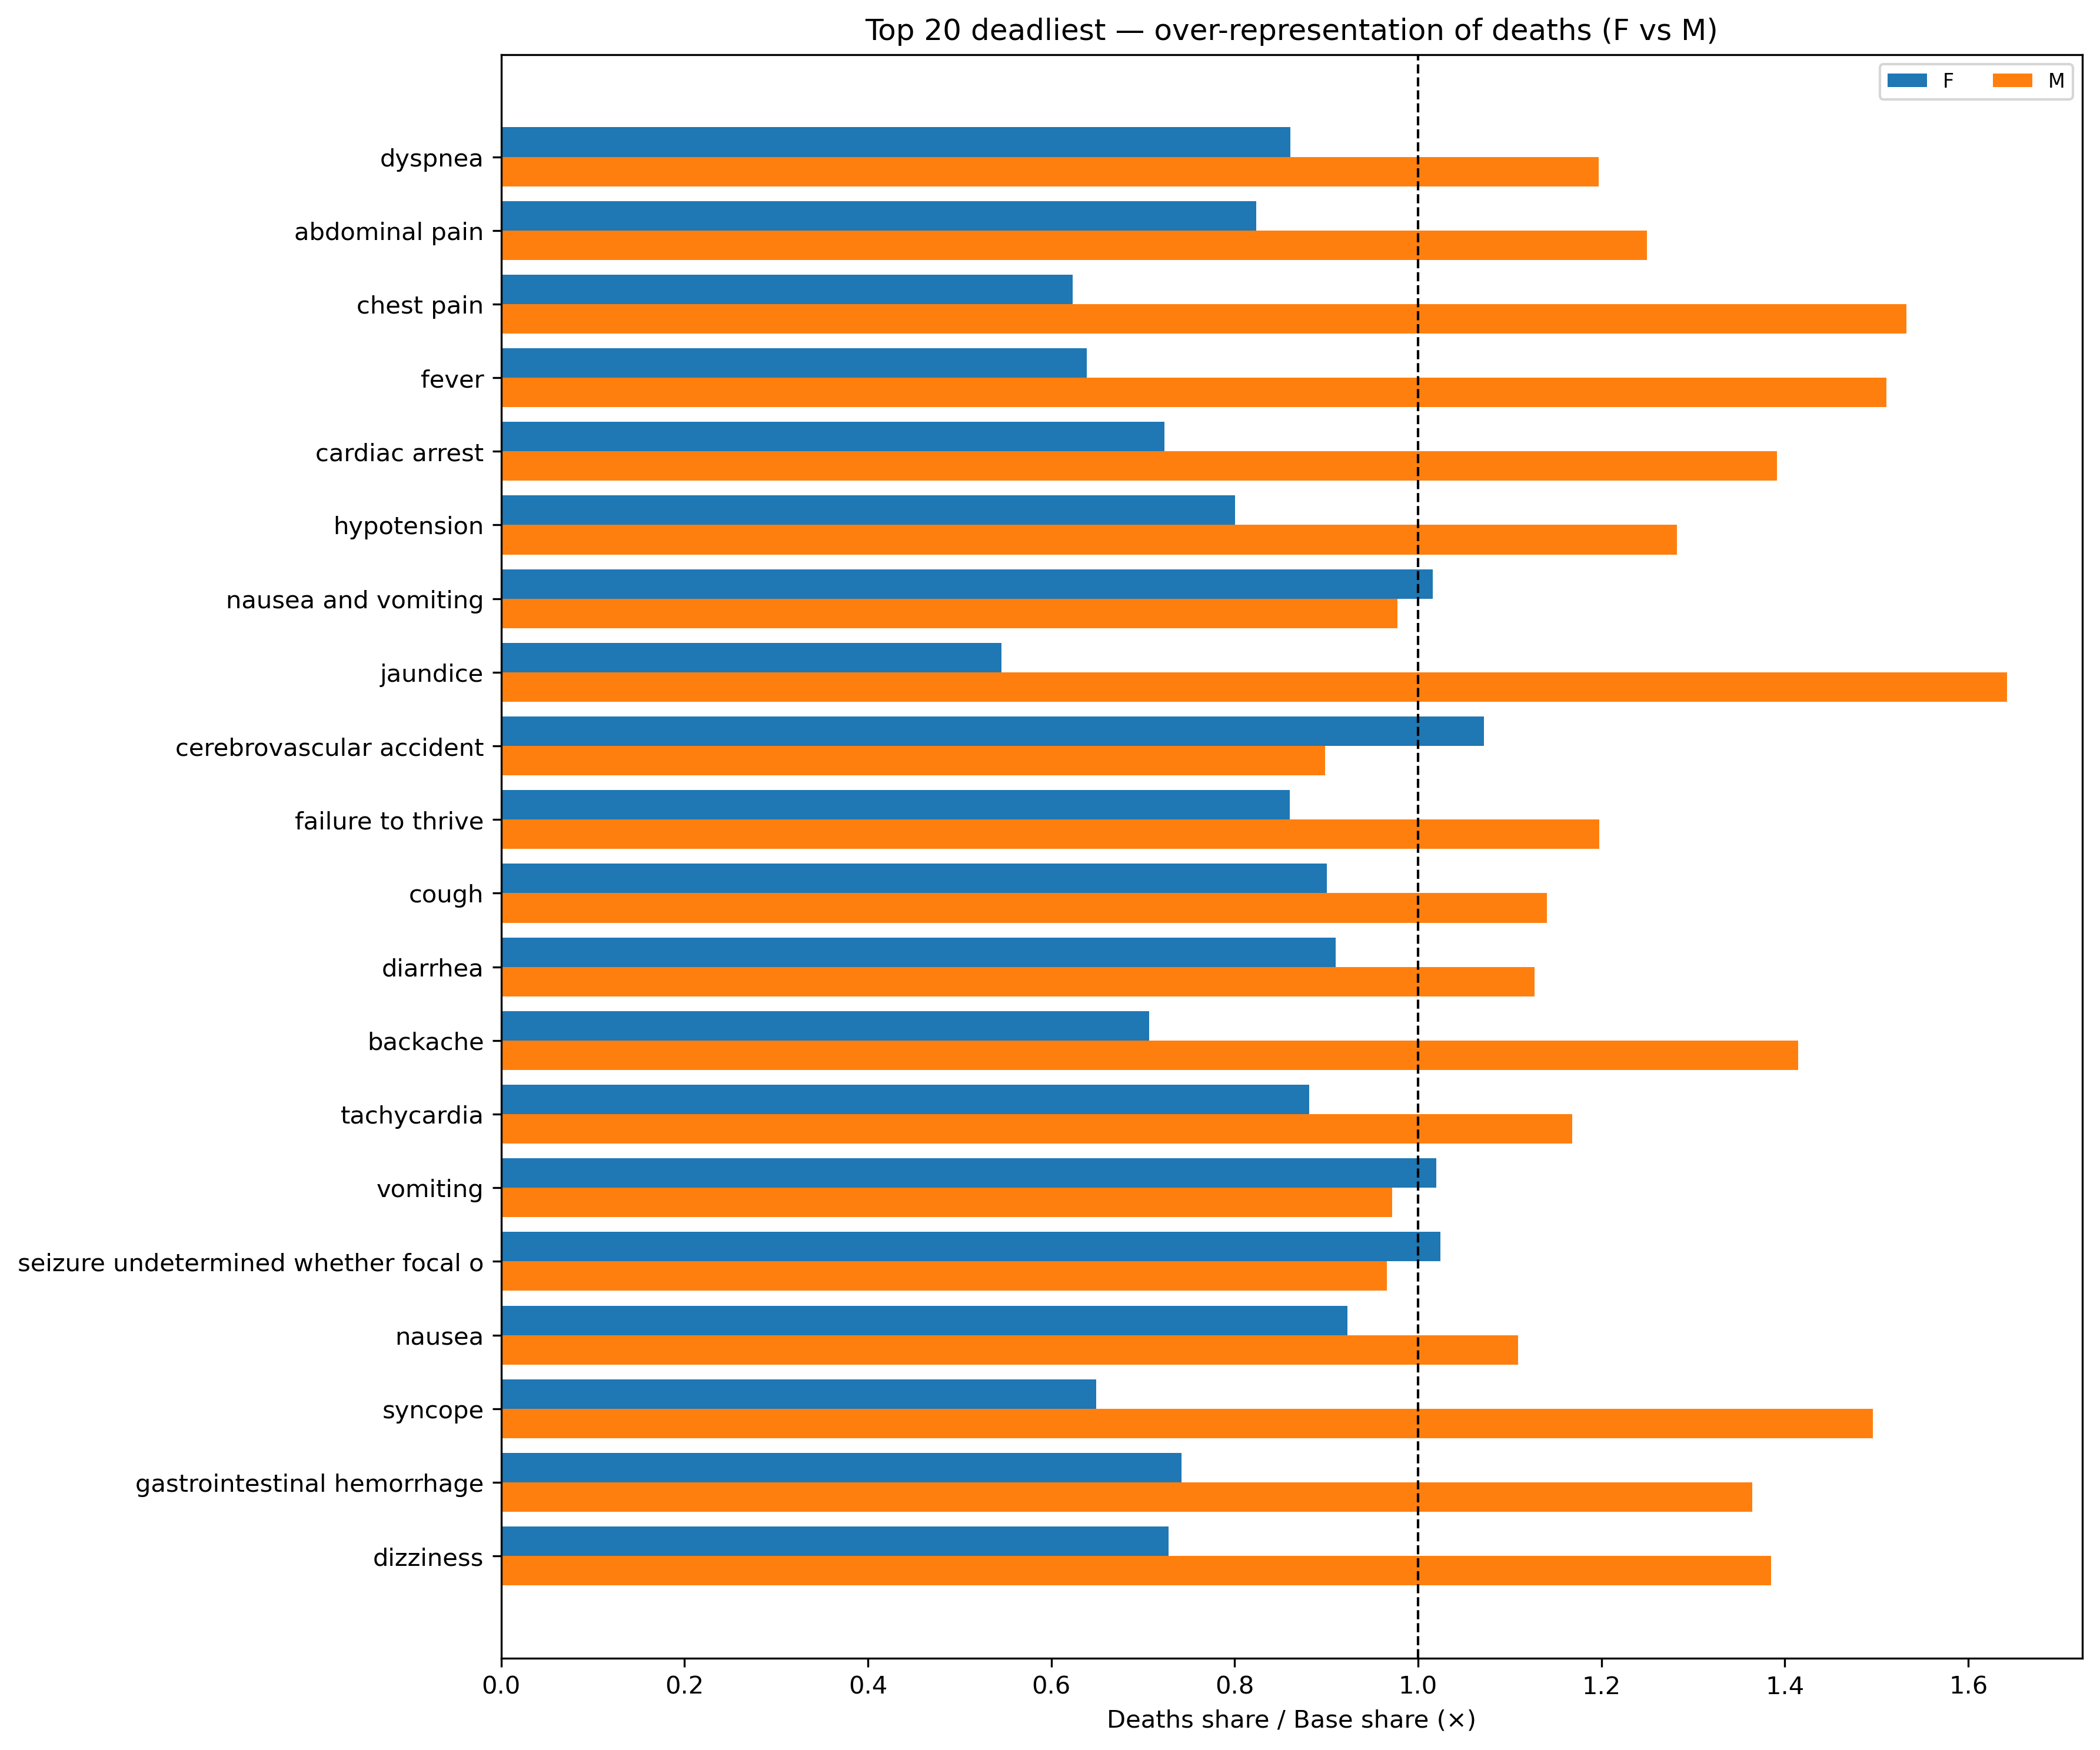 Top 20 deadliest — over-representation of deaths (F vs M)
F M
dyspnea
abdominal pain
chest pain
fever
cardiac arrest
hypotension
nausea and vomiting
jaundice
cerebrovascular accident
failure to thrive
cough
diarrhea
backache
tachycardia
vomiting
seizure undetermined whether focal o
nausea
syncope
gastrointestinal hemorrhage
dizziness
0.0 0.2 0.4 0.6 0.8 1.0 1.2 1.4 1.6
Deaths share / Base share (×)